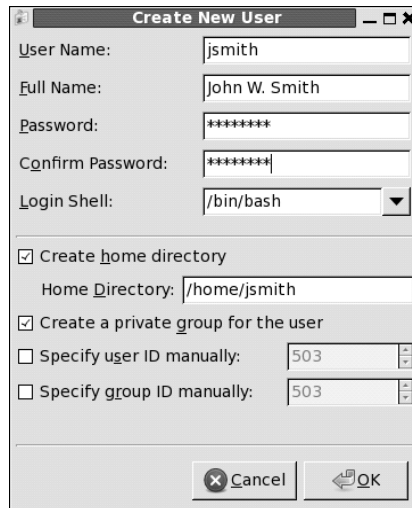 Create New User
User Name: jsmith
Full Name: John W. Smith
Password: ********
Confirm Password: ********
Login Shell: /bin/bash
Create home directory
Home Directory: /home/jsmith
Create a private group for the user
Specify user ID manually: 503
Specify group ID manually: 503
Cancel OK